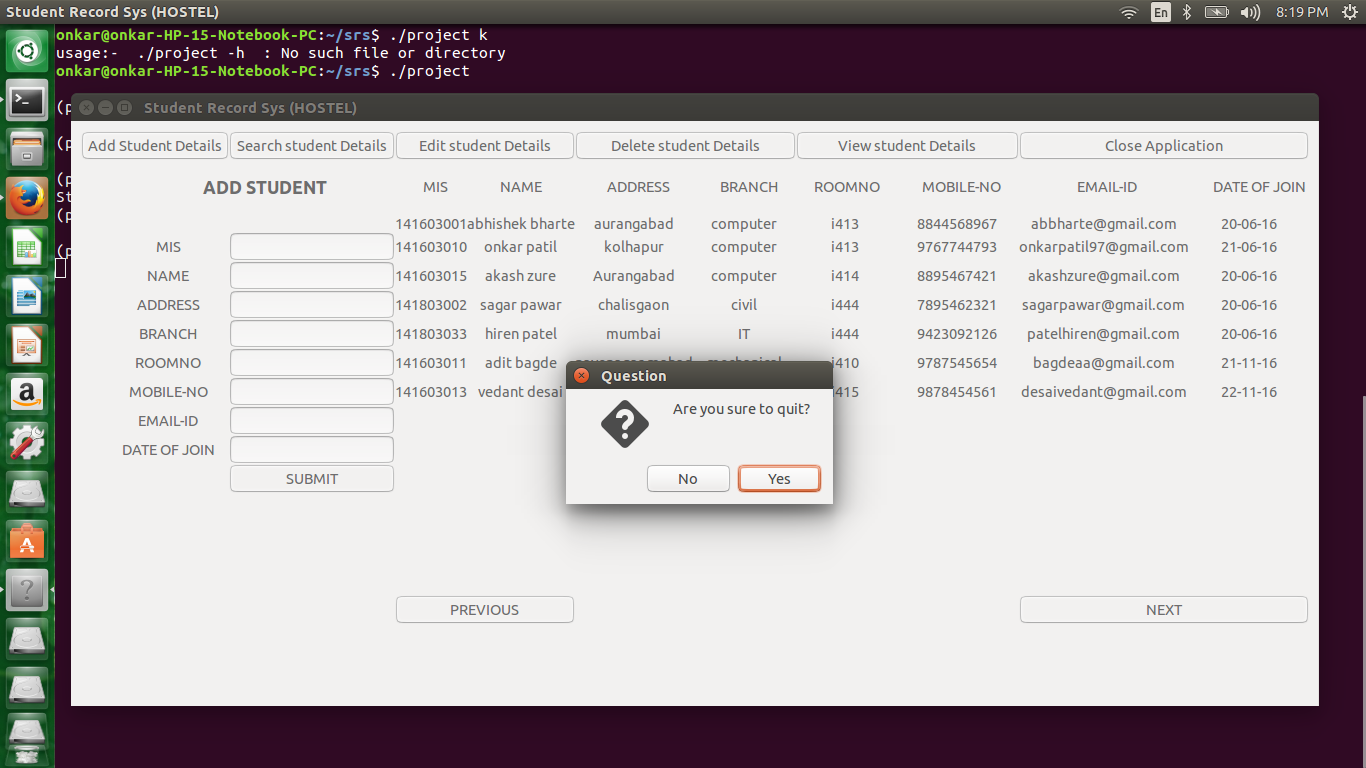 Student Record Sys (HOSTEL) En 8:19 PM
onkar@onkar-HP-15-Notebook-PC:~/srs$ ./project k
usage:-  ./project -h  : No such file or directory
onkar@onkar-HP-15-Notebook-PC:~/srs$ ./project
(p
Student Record Sys (HOSTEL)
Add Student Details Search student Details Edit student Details Delete student Details View student Details Close Application
(p
(p
St
(p
(p
ADD STUDENT MIS NAME ADDRESS BRANCH ROOMNO MOBILE-NO EMAIL-ID DATE OF JOIN
141603001 abhishek bharte aurangabad computer i413 8844568967 abbharte@gmail.com 20-06-16
MIS 141603010 onkar patil kolhapur computer i413 9767744793 onkarpatil97@gmail.com 21-06-16
NAME 141603015 akash zure Aurangabad computer i414 8895467421 akashzure@gmail.com 20-06-16
ADDRESS 141803002 sagar pawar chalisgaon civil i444 7895462321 sagarpawar@gmail.com 20-06-16
BRANCH 141803033 hiren patel mumbai IT i444 9423092126 patelhiren@gmail.com 20-06-16
ROOMNO 141603011 adit bagde i410 9787545654 bagdeaa@gmail.com 21-11-16
MOBILE-NO 141603013 vedant desai 9878454561 desaivedant@gmail.com 22-11-16
EMAIL-ID
DATE OF JOIN
SUBMIT
Question
Are you sure to quit?
No Yes
PREVIOUS NEXT